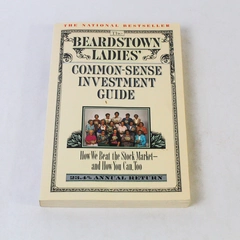 THE NATIONAL BESTSELLER
The
BEARDSTOWN
LADIES'
COMMON-SENSE
INVESTMENT
GUIDE
How We Beat the Stock Market—
and How You Can, Too
23.4% ANNUAL RETURN